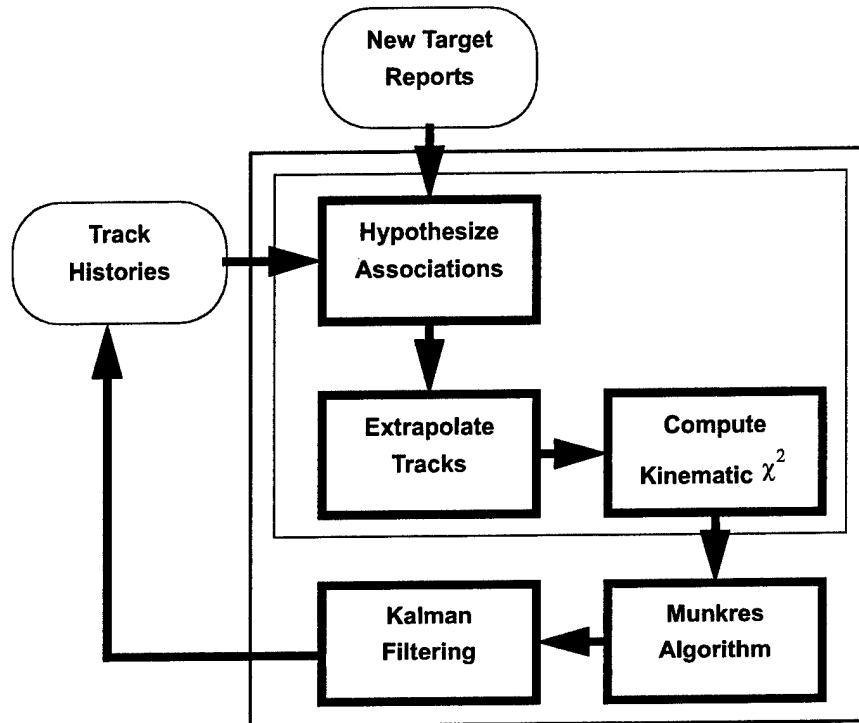 New Target
Reports
Track
Histories
Hypothesize
Associations
Extrapolate
Tracks
Compute
Kinematic χ²
Kalman
Filtering
Munkres
Algorithm